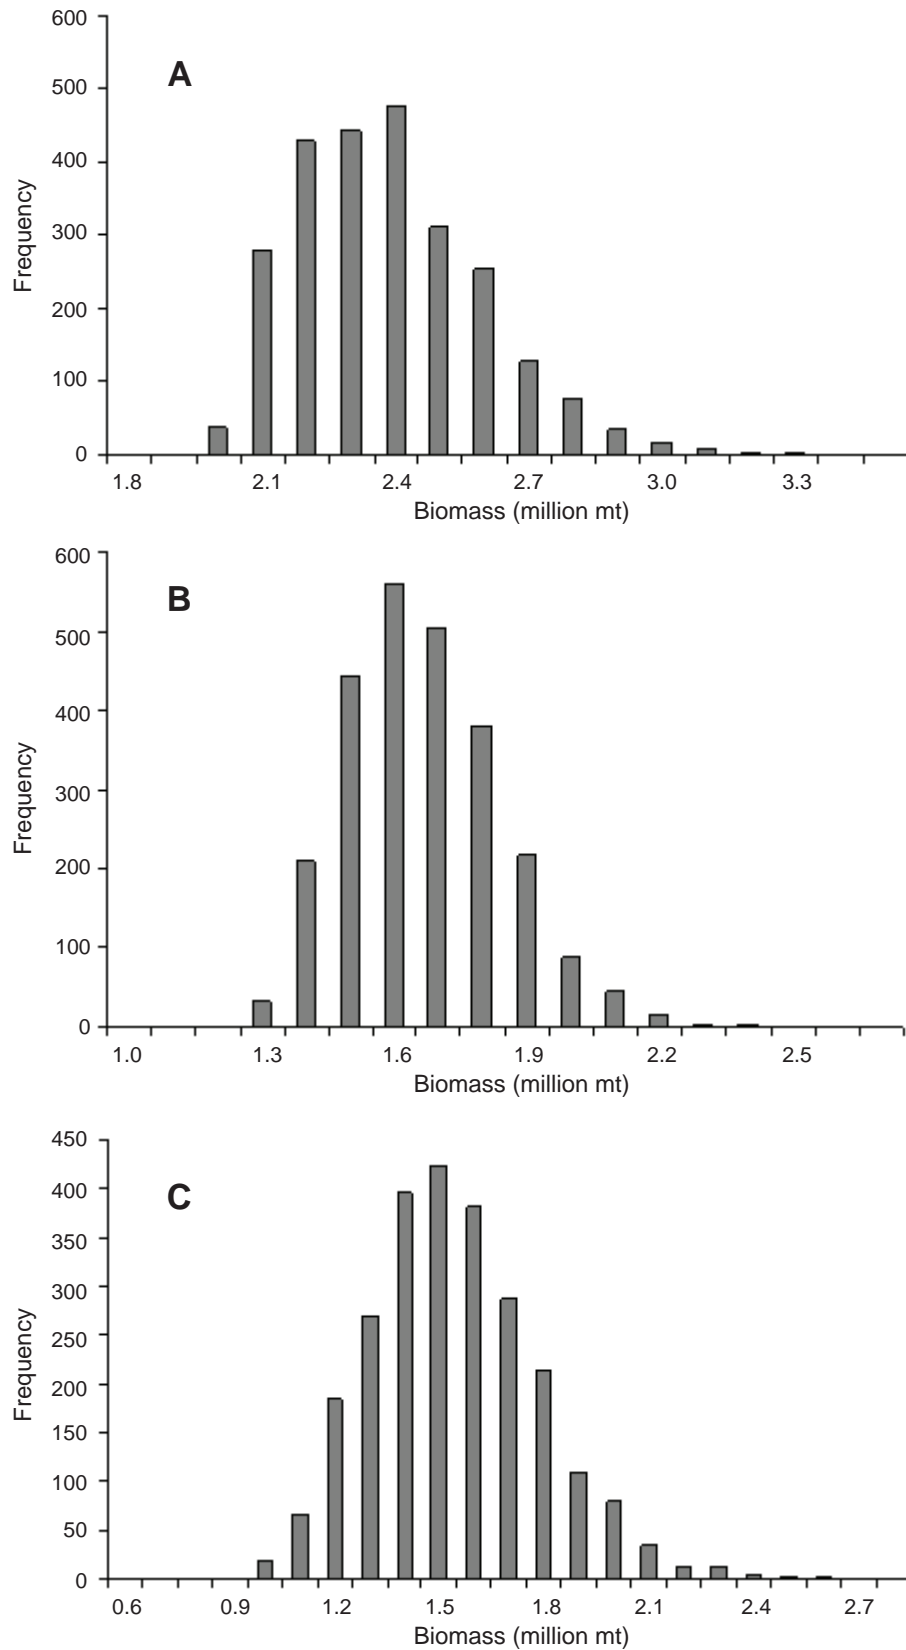 600
A
500
400
300
200
100
0
Frequency
1.8 2.1 2.4 2.7 3.0 3.3
Biomass (million mt)
600
B
500
400
300
200
100
0
Frequency
1.0 1.3 1.6 1.9 2.2 2.5
Biomass (million mt)
450
C
400
350
300
250
200
150
100
50
0
Frequency
0.6 0.9 1.2 1.5 1.8 2.1 2.4 2.7
Biomass (million mt)